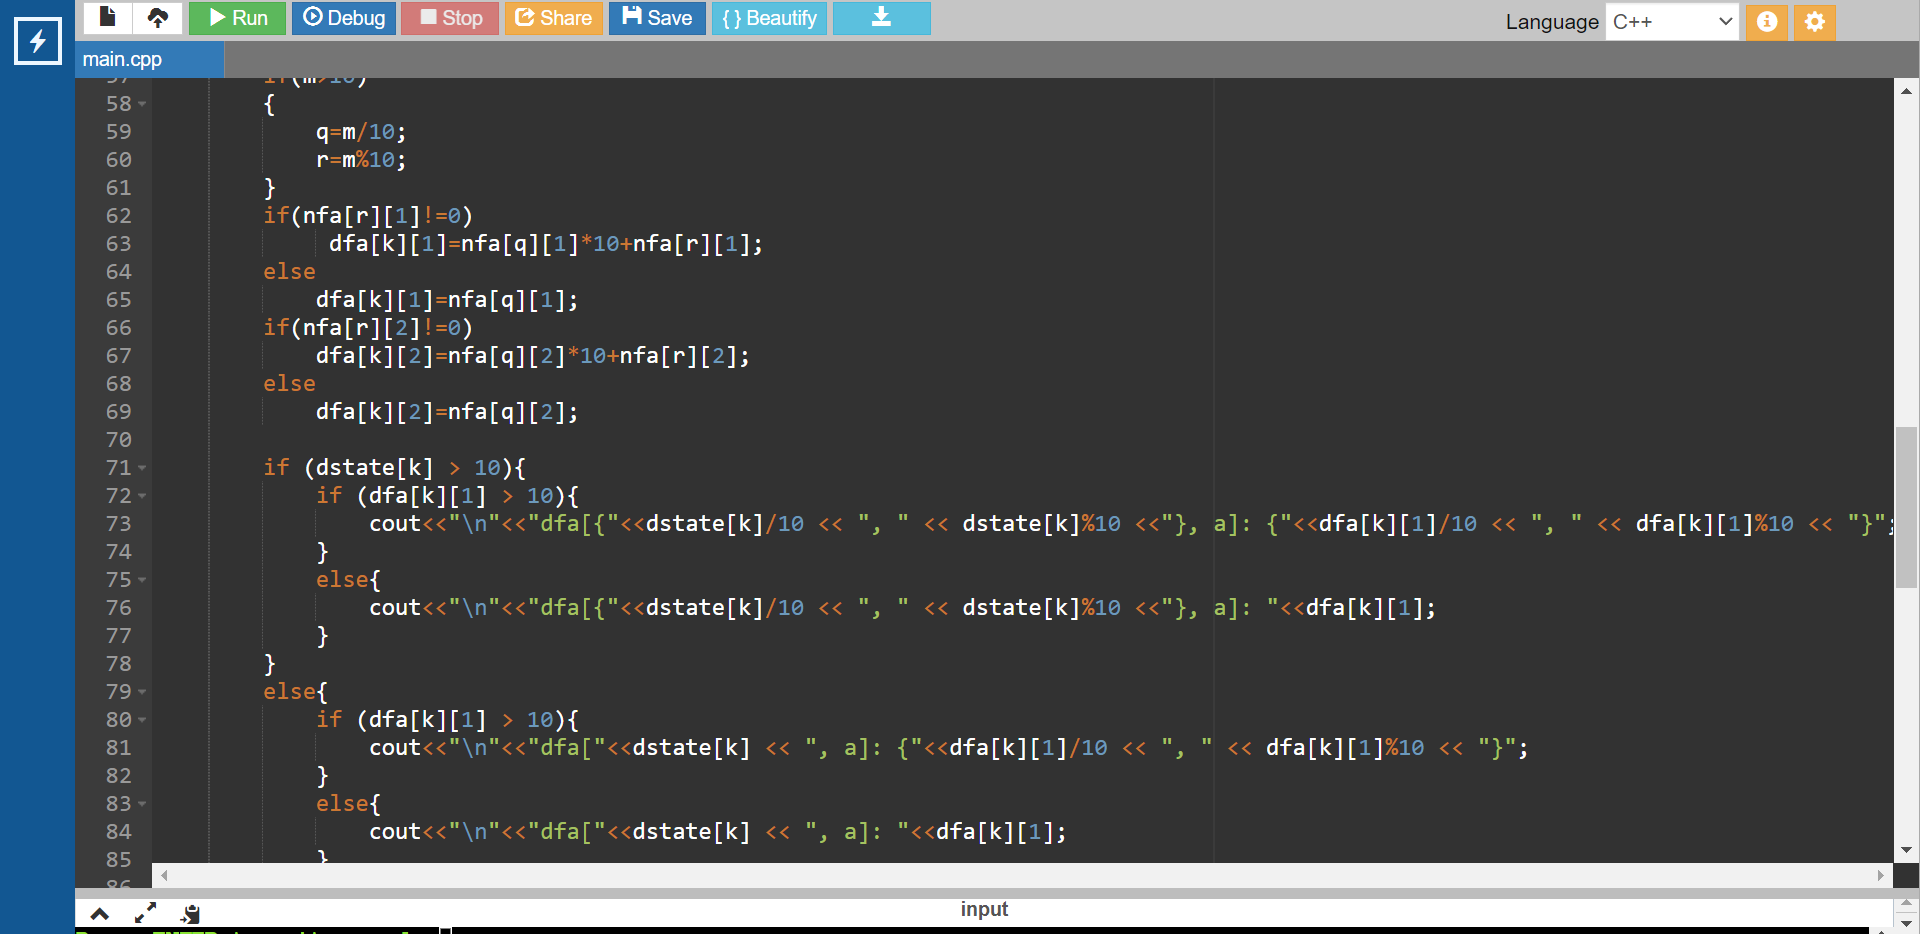 Run Debug Stop Share Save { } Beautify Language C++
main.cpp
57 if(m>10)
58 {
59 q=m/10;
60 r=m%10;
61 }
62 if(nfa[r][1]!=0)
63 dfa[k][1]=nfa[q][1]*10+nfa[r][1];
64 else
65 dfa[k][1]=nfa[q][1];
66 if(nfa[r][2]!=0)
67 dfa[k][2]=nfa[q][2]*10+nfa[r][2];
68 else
69 dfa[k][2]=nfa[q][2];
70
71 if (dstate[k] > 10){
72 if (dfa[k][1] > 10){
73 cout<<"\n"<<"dfa[{"<<dstate[k]/10 << ", " << dstate[k]%10 <<"}, a]: {"<<dfa[k][1]/10 << ", " << dfa[k][1]%10 << "}";
74 }
75 else{
76 cout<<"\n"<<"dfa[{"<<dstate[k]/10 << ", " << dstate[k]%10 <<"}, a]: "<<dfa[k][1];
77 }
78 }
79 else{
80 if (dfa[k][1] > 10){
81 cout<<"\n"<<"dfa["<<dstate[k] << ", a]: {"<<dfa[k][1]/10 << ", " << dfa[k][1]%10 << "}";
82 }
83 else{
84 cout<<"\n"<<"dfa["<<dstate[k] << ", a]: "<<dfa[k][1];
85 }
86
input